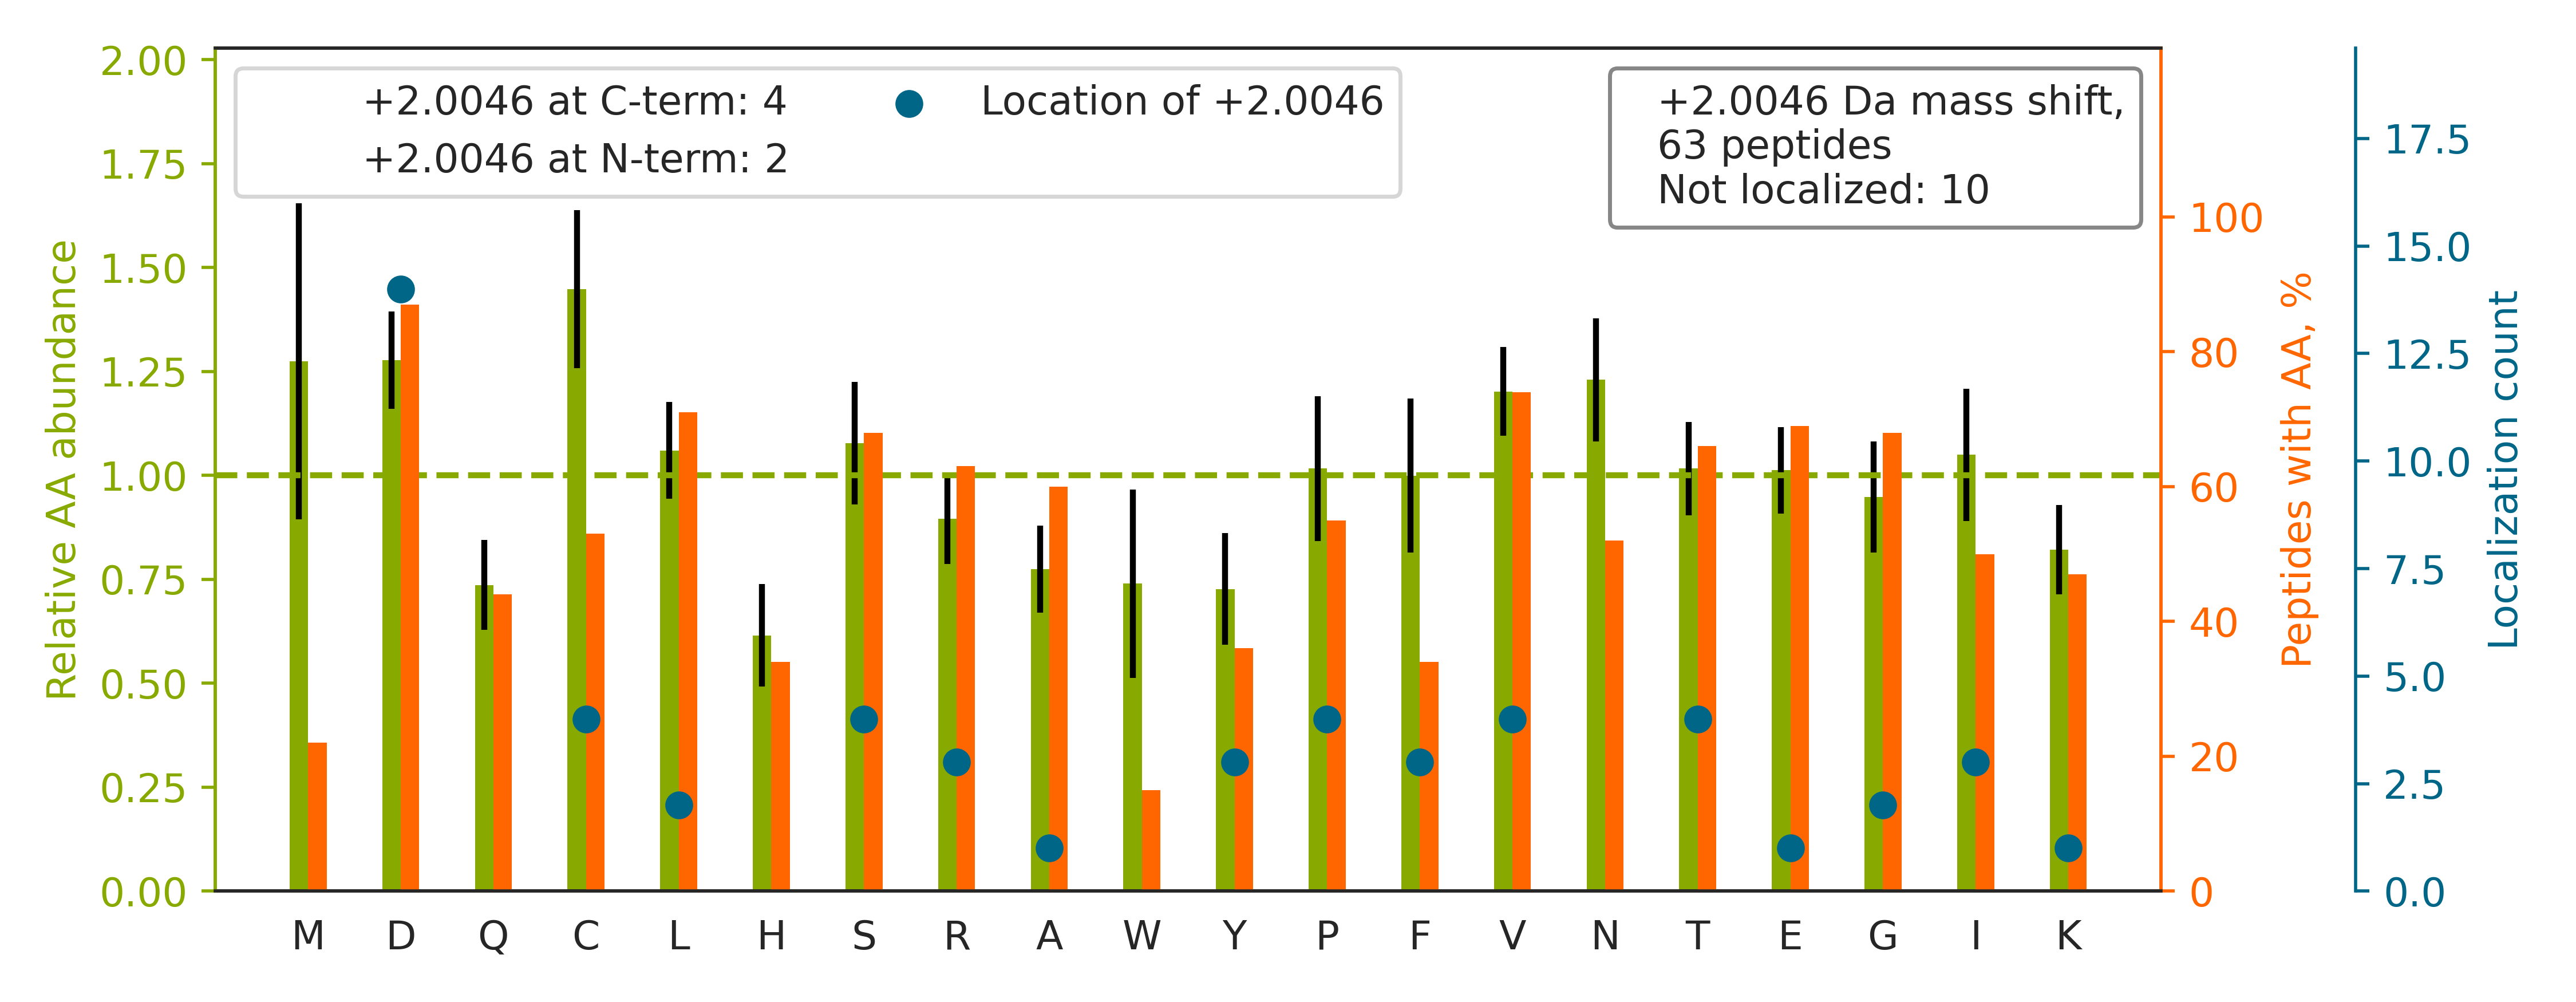 2.00
1.75
1.50
1.25
1.00
0.75
0.50
0.25
0.00
Relative AA abundance
+2.0046 at C-term: 4
+2.0046 at N-term: 2
Location of +2.0046
+2.0046 Da mass shift,
63 peptides
Not localized: 10
M D Q C L H S R A W Y P F V N T E G I K
100
80
60
40
20
0
Peptides with AA, %
17.5
15.0
12.5
10.0
7.5
5.0
2.5
0.0
Localization count